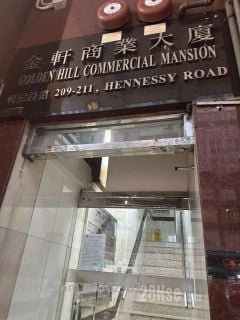 金軒商業大廈
GOLDEN HILL COMMERCIAL MANSION
軒尼詩道 209-211, HENNESSY ROAD
28Hse